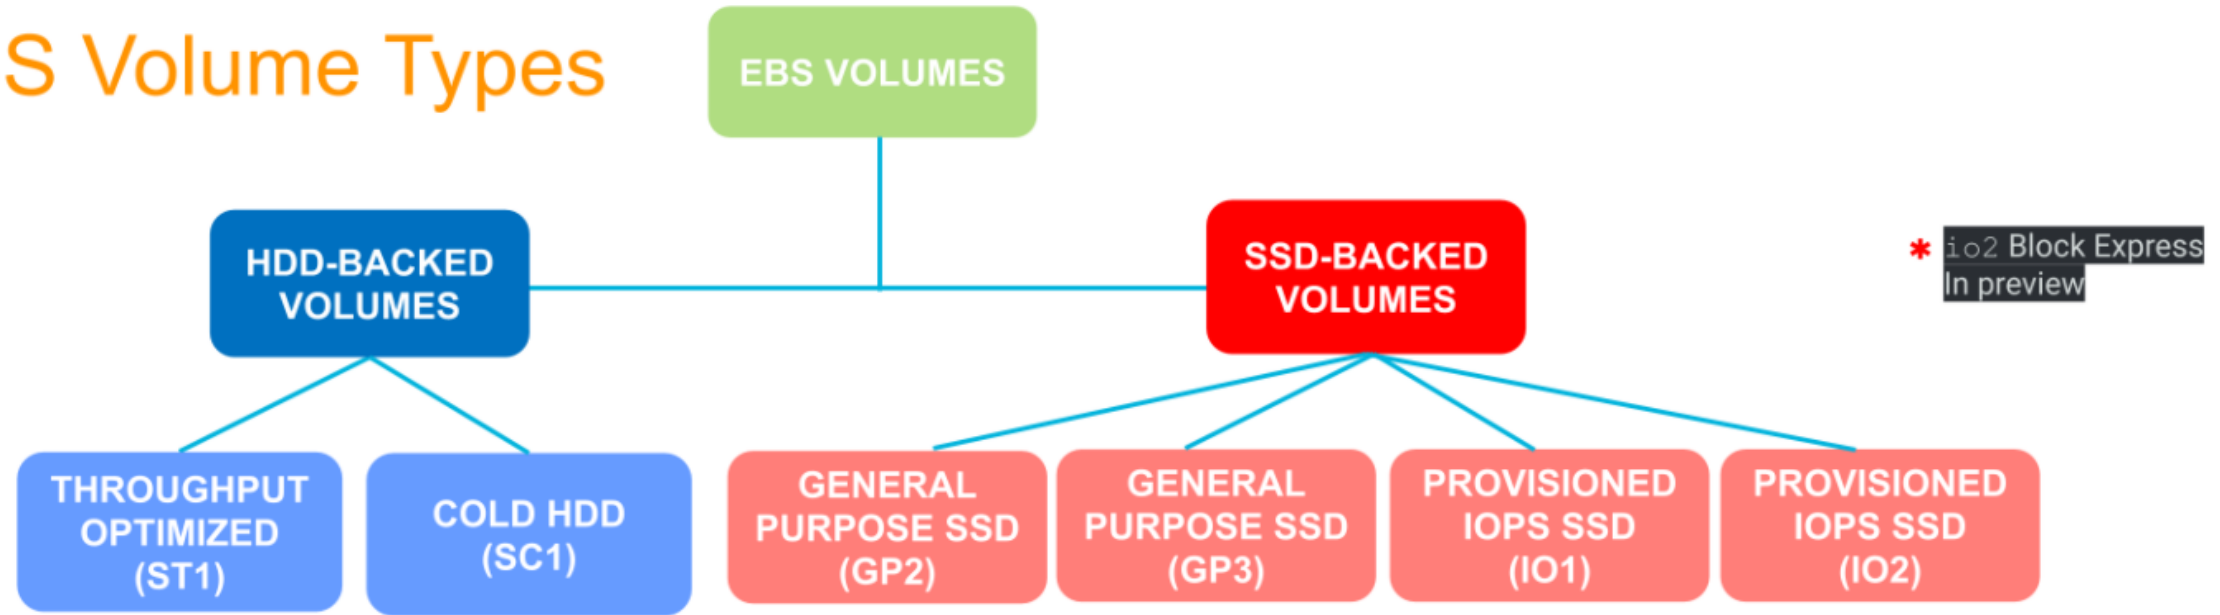 S Volume Types
EBS VOLUMES
HDD-BACKED
VOLUMES
SSD-BACKED
VOLUMES
* io2 Block Express
In preview
THROUGHPUT
OPTIMIZED
(ST1)
COLD HDD
(SC1)
GENERAL
PURPOSE SSD
(GP2)
GENERAL
PURPOSE SSD
(GP3)
PROVISIONED
IOPS SSD
(IO1)
PROVISIONED
IOPS SSD
(IO2)